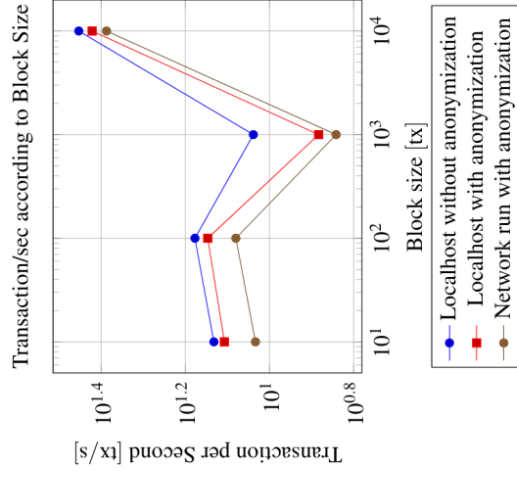 Transaction/sec according to Block Size
Transaction per Second [tx/s]
10^1.4
10^1.2
10^1
10^0.8
10^1
10^2
10^3
10^4
Block size [tx]
Localhost without anonymization
Localhost with anonymization
Network run with anonymization